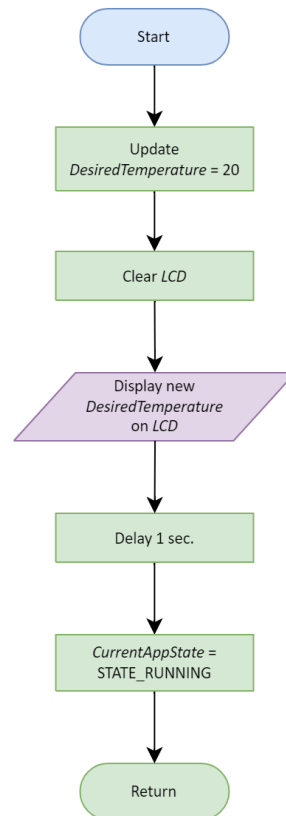 Start
Update
DesiredTemperature = 20
Clear LCD
Display new
DesiredTemperature
on LCD
Delay 1 sec.
CurrentAppState =
STATE_RUNNING
Return